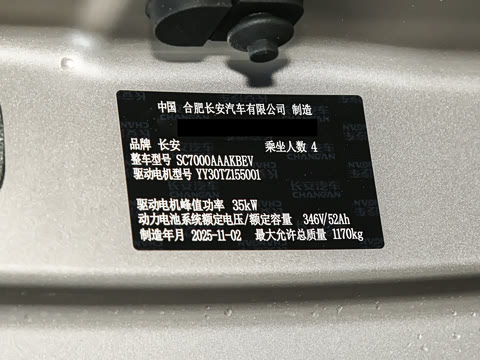 中国 合肥长安汽车有限公司 制造
品牌 长安 乘坐人数 4
整车型号 SC7000AAAKBEV
驱动电机型号 YY30TZ155001
驱动电机峰值功率 35kW
动力电池系统额定电压/额定容量 346V/52Ah
制造年月 2025-11-02 最大允许总质量 1170kg